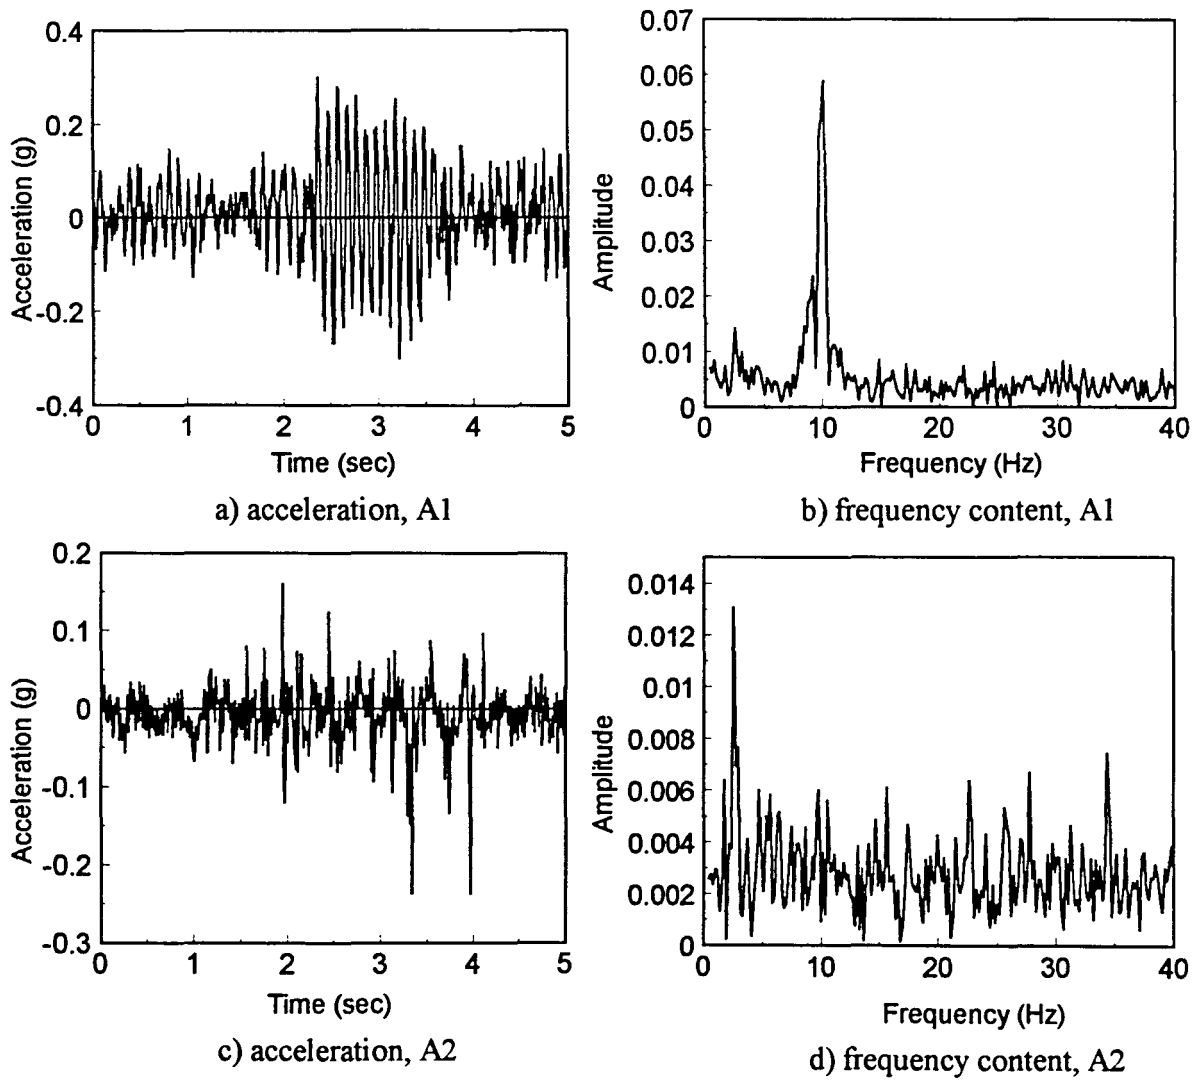 0.4
0.2
0
-0.2
-0.4
Acceleration (g)
0 1 2 3 4 5
Time (sec)
a) acceleration, A1
0.07
0.06
0.05
0.04
0.03
0.02
0.01
0
Amplitude
0 10 20 30 40
Frequency (Hz)
b) frequency content, A1
0.2
0.1
0
-0.1
-0.2
-0.3
Acceleration (g)
0 1 2 3 4 5
Time (sec)
c) acceleration, A2
0.014
0.012
0.01
0.008
0.006
0.004
0.002
0
Amplitude
0 10 20 30 40
Frequency (Hz)
d) frequency content, A2